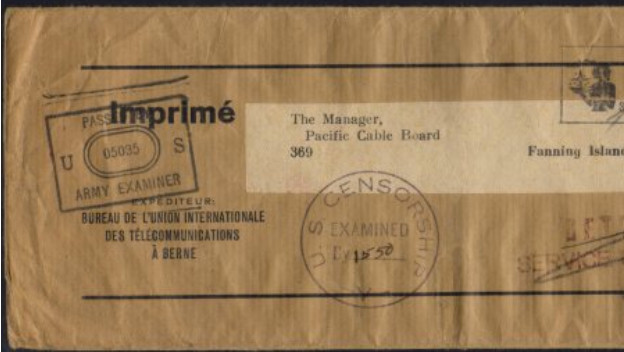 Imprimé
PASSED
05035
U S
ARMY EXAMINER
EXPÉDITEUR:
BUREAU DE L'UNION INTERNATIONALE
DES TÉLÉCOMMUNICATIONS
À BERNE
The Manager,
Pacific Cable Board
369 Fanning Island
U S CENSORSHIP
EXAMINED
By 1550
SERVICE